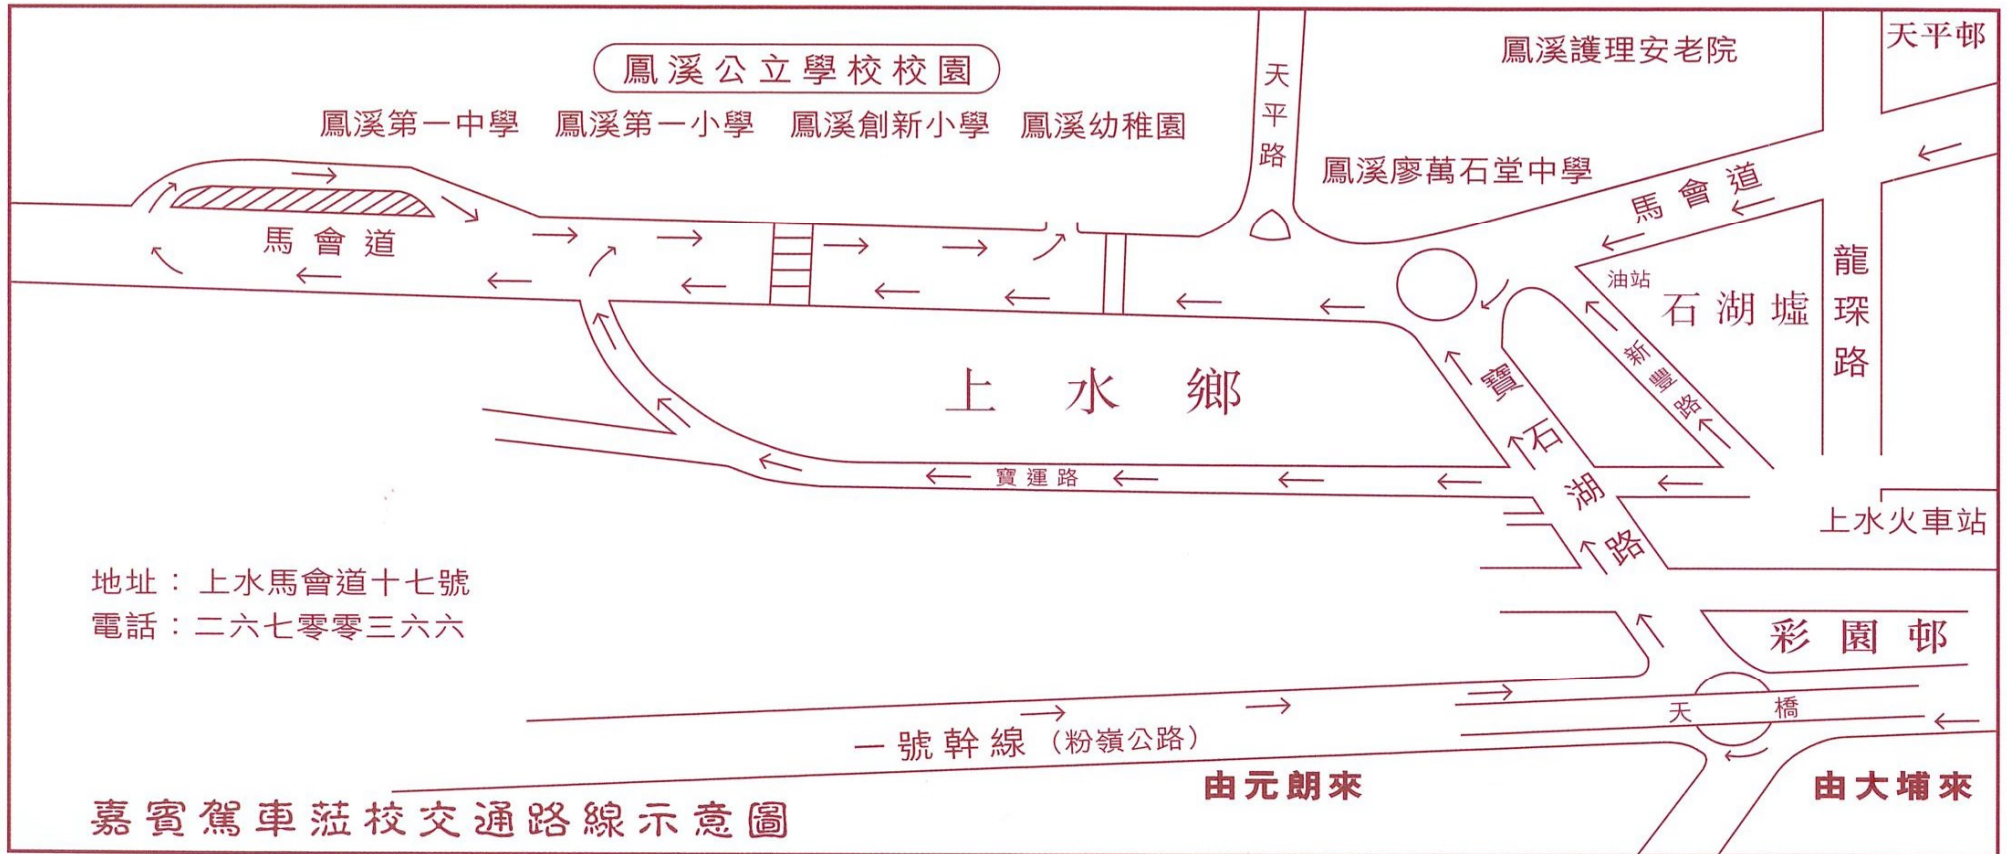 鳳溪公立學校校園
鳳溪護理安老院
天平邨
天平路
鳳溪第一中學 鳳溪第一小學 鳳溪創新小學 鳳溪幼稚園
鳳溪廖萬石堂中學
馬會道
馬會道
油站
石湖墟
龍琛路
新豐路
上水鄉
寶石湖路
寶運路
上水火車站
地址：上水馬會道十七號
電話：二六七零零三六六
彩園邨
天橋
一號幹線（粉嶺公路）
由元朗來
由大埔來
嘉賓駕車蒞校交通路線示意圖